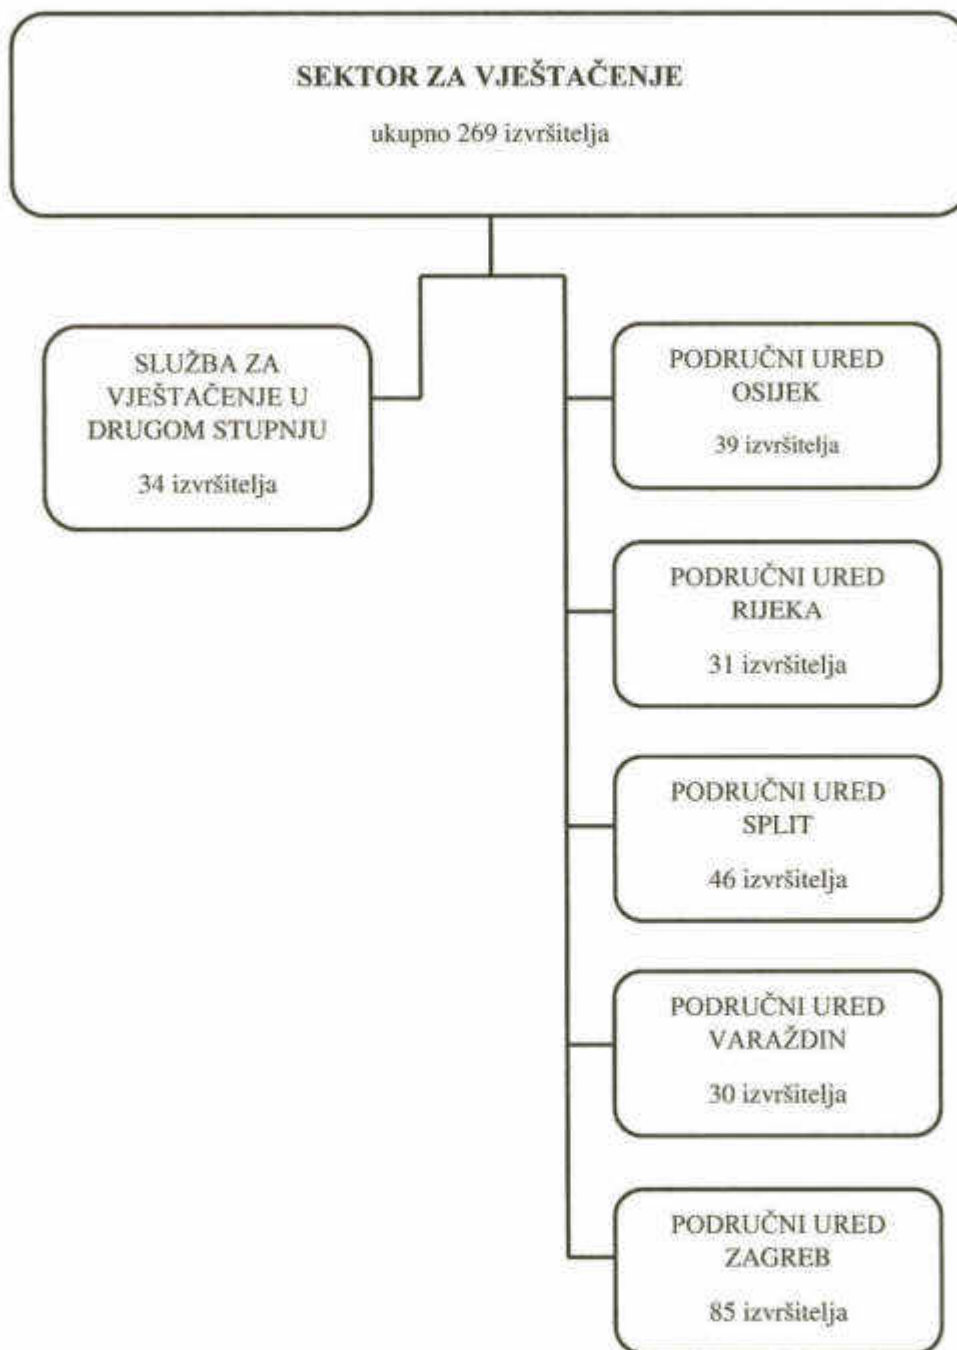 SEKTOR ZA VJEŠTAČENJE
ukupno 269 izvršitelja
SLUŽBA ZA
VJEŠTAČENJE U
DRUGOM STUPNJU
34 izvršitelja
PODRUČNI URED
OSIJEK
39 izvršitelja
PODRUČNI URED
RIJEKA
31 izvršitelja
PODRUČNI URED
SPLIT
46 izvršitelja
PODRUČNI URED
VARAŽDIN
30 izvršitelja
PODRUČNI URED
ZAGREB
85 izvršitelja